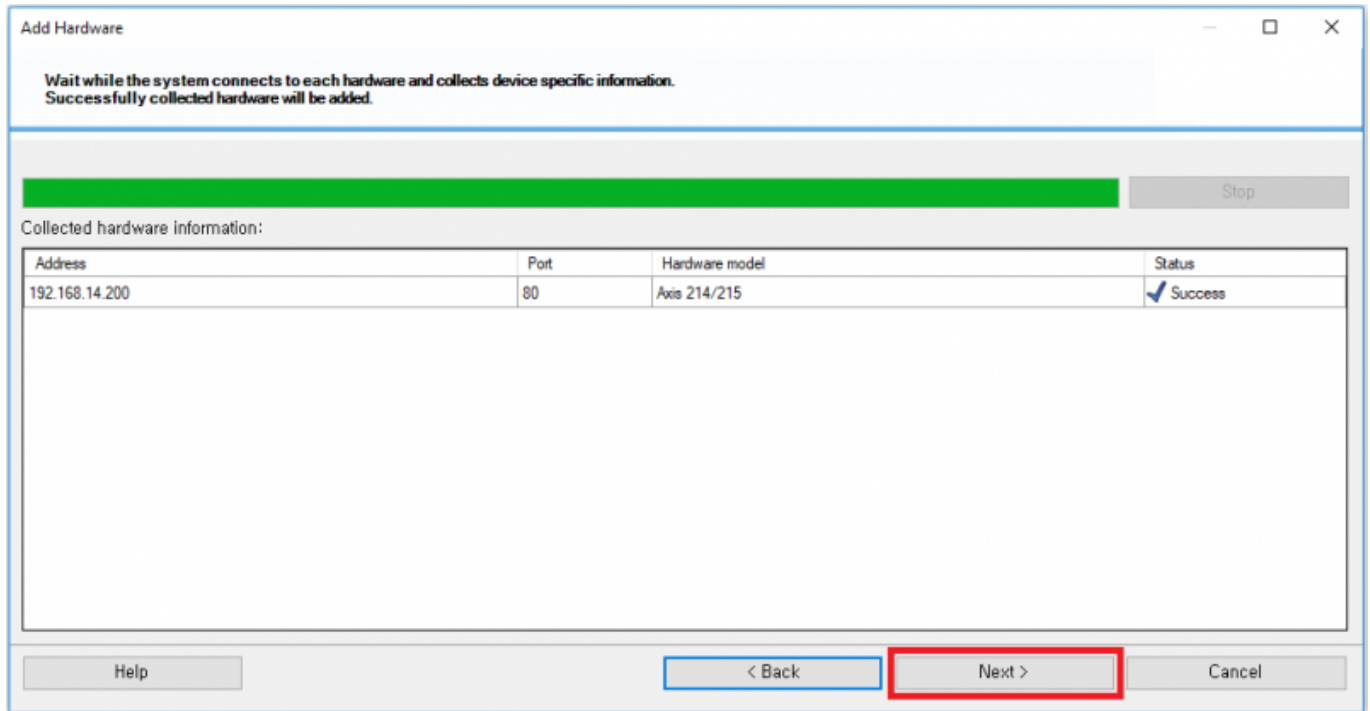 Add Hardware
Wait while the system connects to each hardware and collects device specific information.
Successfully collected hardware will be added.
Stop
Collected hardware information:
Address Port Hardware model Status
192.168.14.200 80 Axis 214/215 Success
Help < Back Next > Cancel